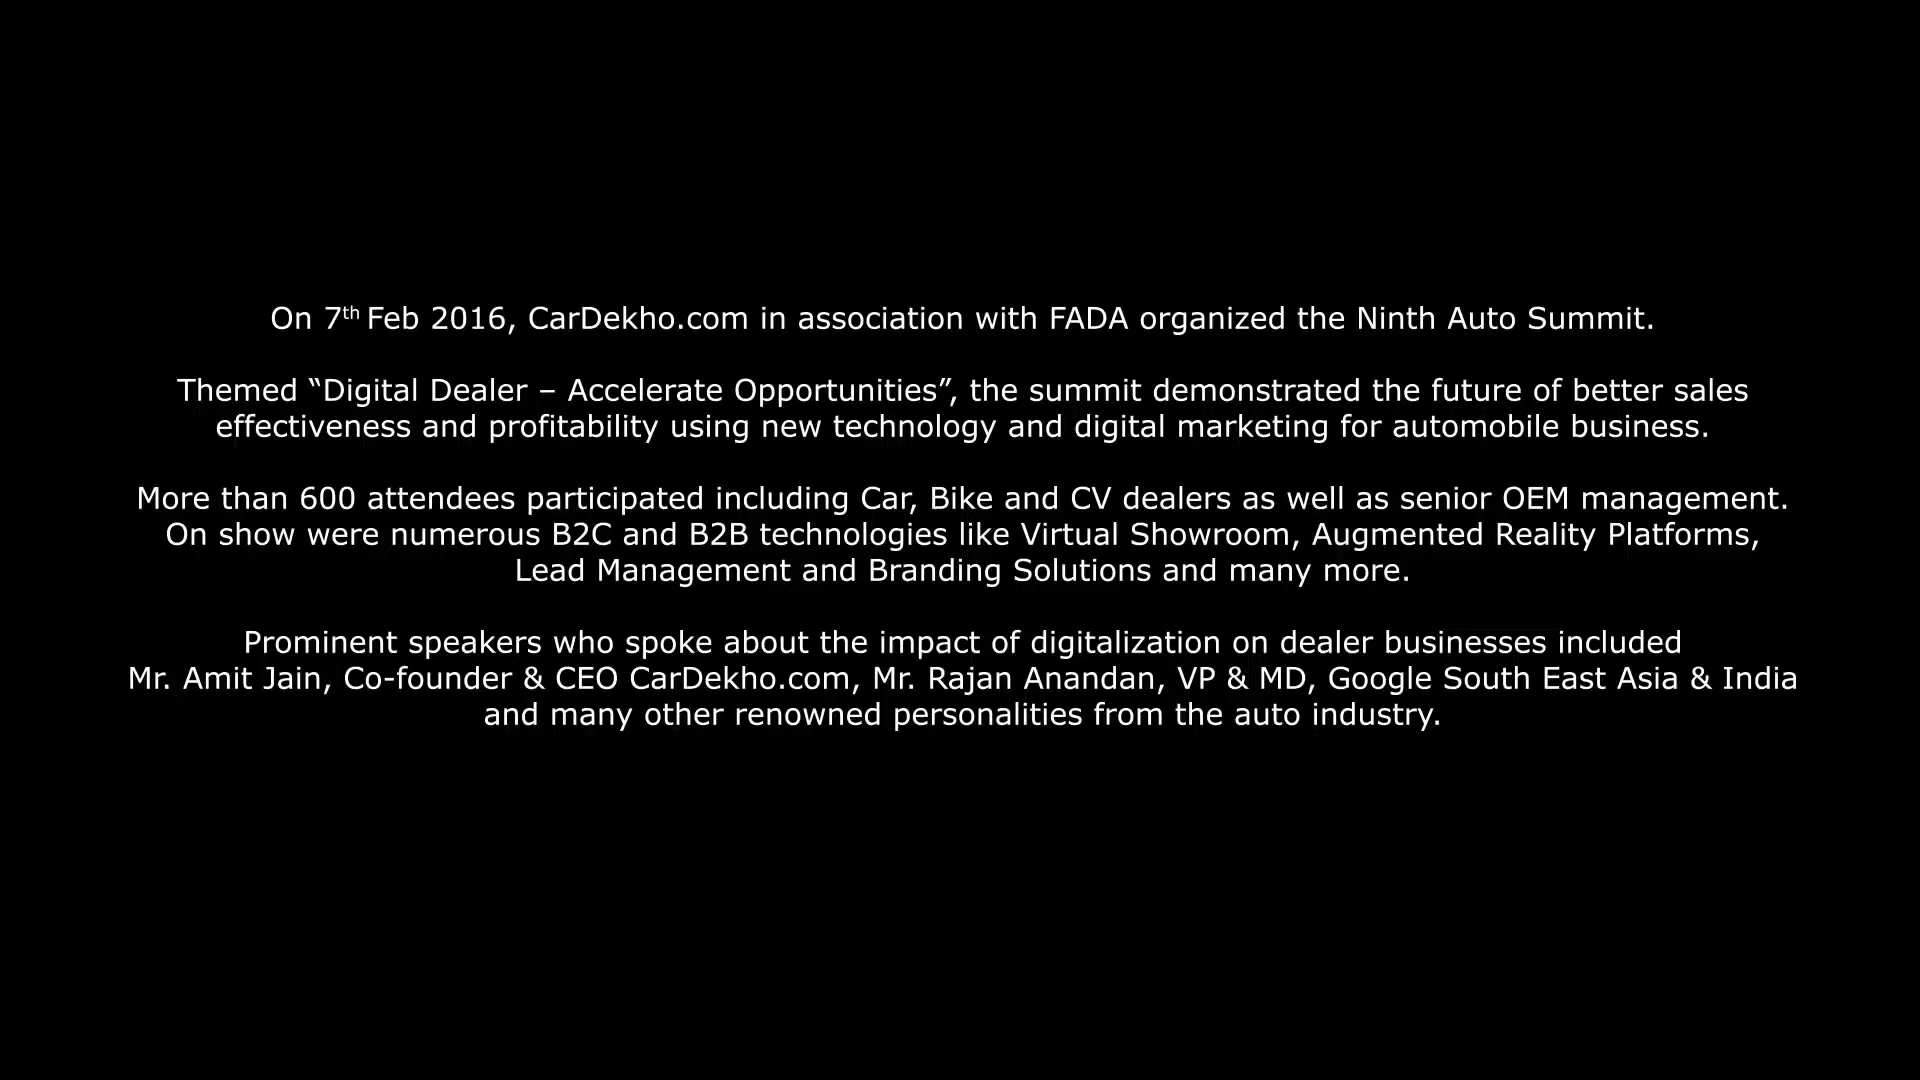 On 7th Feb 2016, CarDekho.com in association with FADA organized the Ninth Auto Summit.
Themed “Digital Dealer – Accelerate Opportunities”, the summit demonstrated the future of better sales
effectiveness and profitability using new technology and digital marketing for automobile business.
More than 600 attendees participated including Car, Bike and CV dealers as well as senior OEM management.
On show were numerous B2C and B2B technologies like Virtual Showroom, Augmented Reality Platforms,
Lead Management and Branding Solutions and many more.
Prominent speakers who spoke about the impact of digitalization on dealer businesses included
Mr. Amit Jain, Co-founder & CEO CarDekho.com, Mr. Rajan Anandan, VP & MD, Google South East Asia & India
and many other renowned personalities from the auto industry.